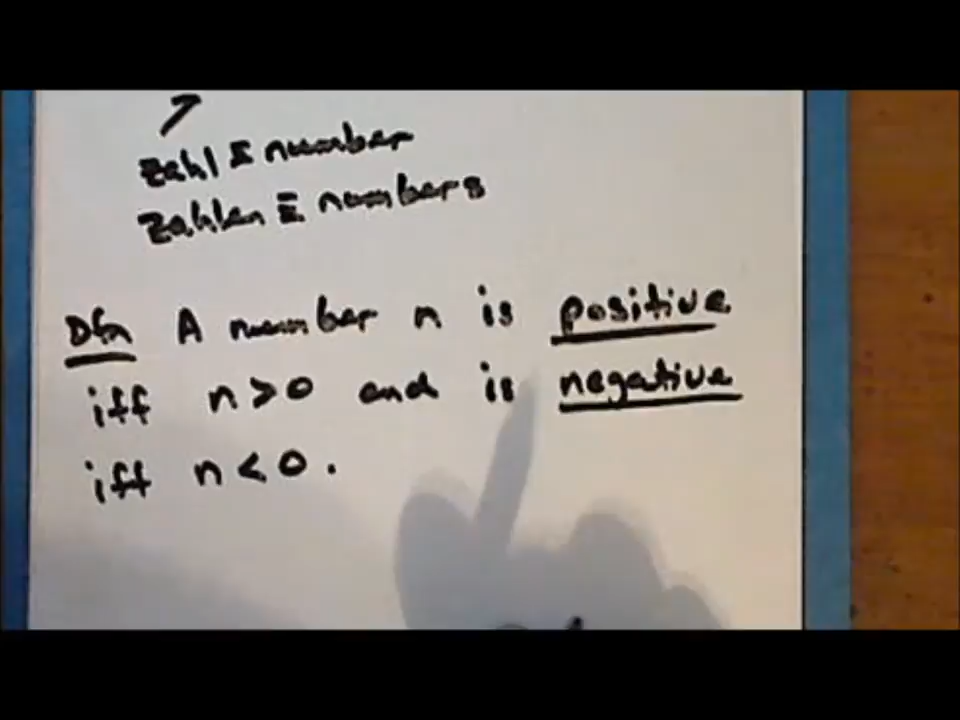 Zahl ≡ number
Zahlen ≡ numbers
Dfn A number n is positive
iff n > 0 and is negative
iff n < 0.